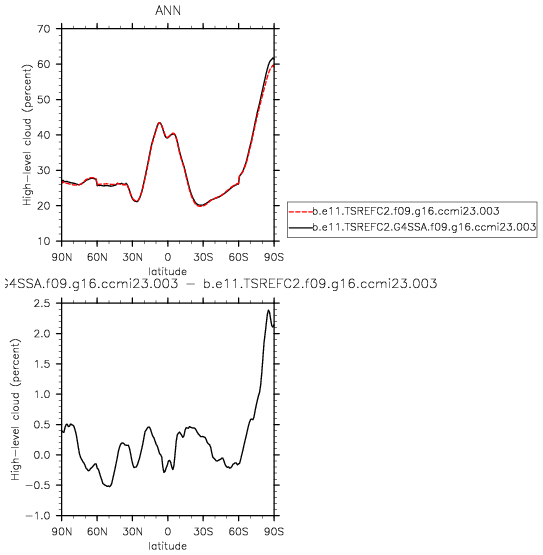 ANN
High-level cloud (percent)
70
60
50
40
30
20
10
90N 60N 30N 0 30S 60S 90S
latitude
b.e11.TSREFC2.f09.g16.ccmi23.003
b.e11.TSREFC2.G4SSA.f09.g16.ccmi23.003
G4SSA.f09.g16.ccmi23.003 − b.e11.TSREFC2.f09.g16.ccmi23.003
High-level cloud (percent)
2.5
2.0
1.5
1.0
0.5
0.0
−0.5
−1.0
90N 60N 30N 0 30S 60S 90S
latitude